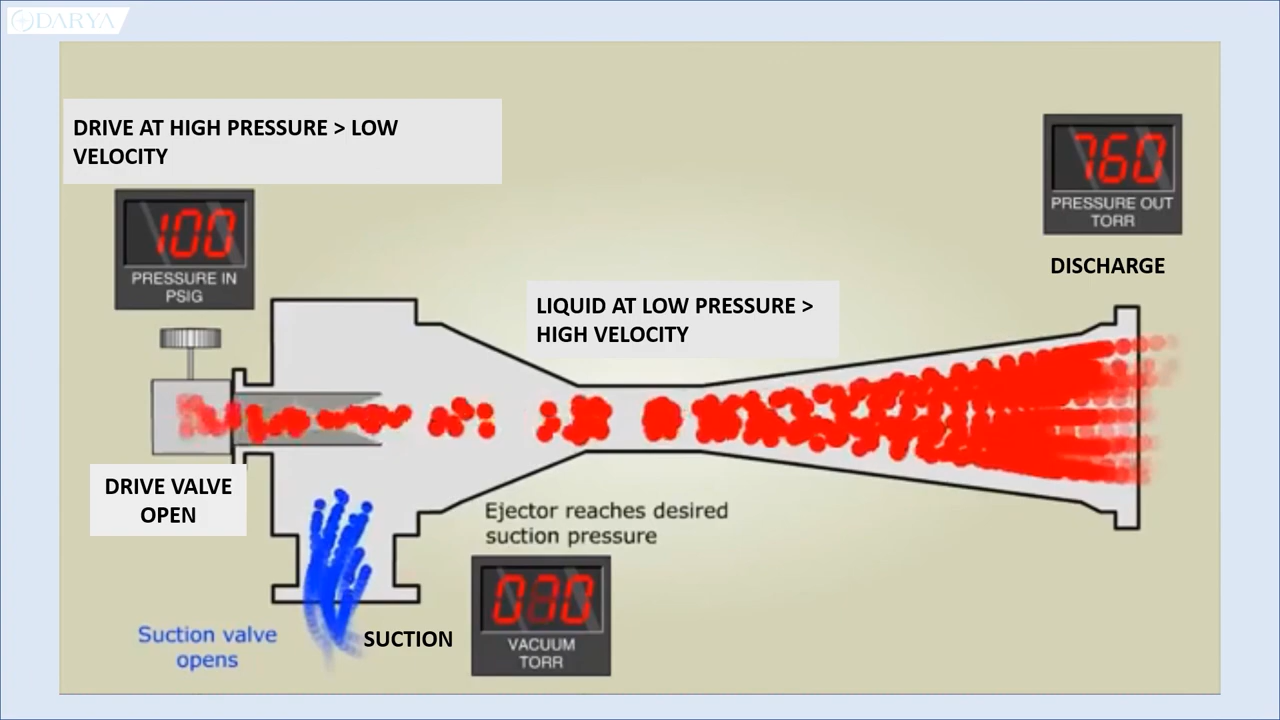 DARYA
DRIVE AT HIGH PRESSURE > LOW
VELOCITY
100
PRESSURE IN
PSIG
760
PRESSURE OUT
TORR
DISCHARGE
LIQUID AT LOW PRESSURE >
HIGH VELOCITY
DRIVE VALVE
OPEN
Ejector reaches desired
suction pressure
070
VACUUM
TORR
Suction valve
opens
SUCTION